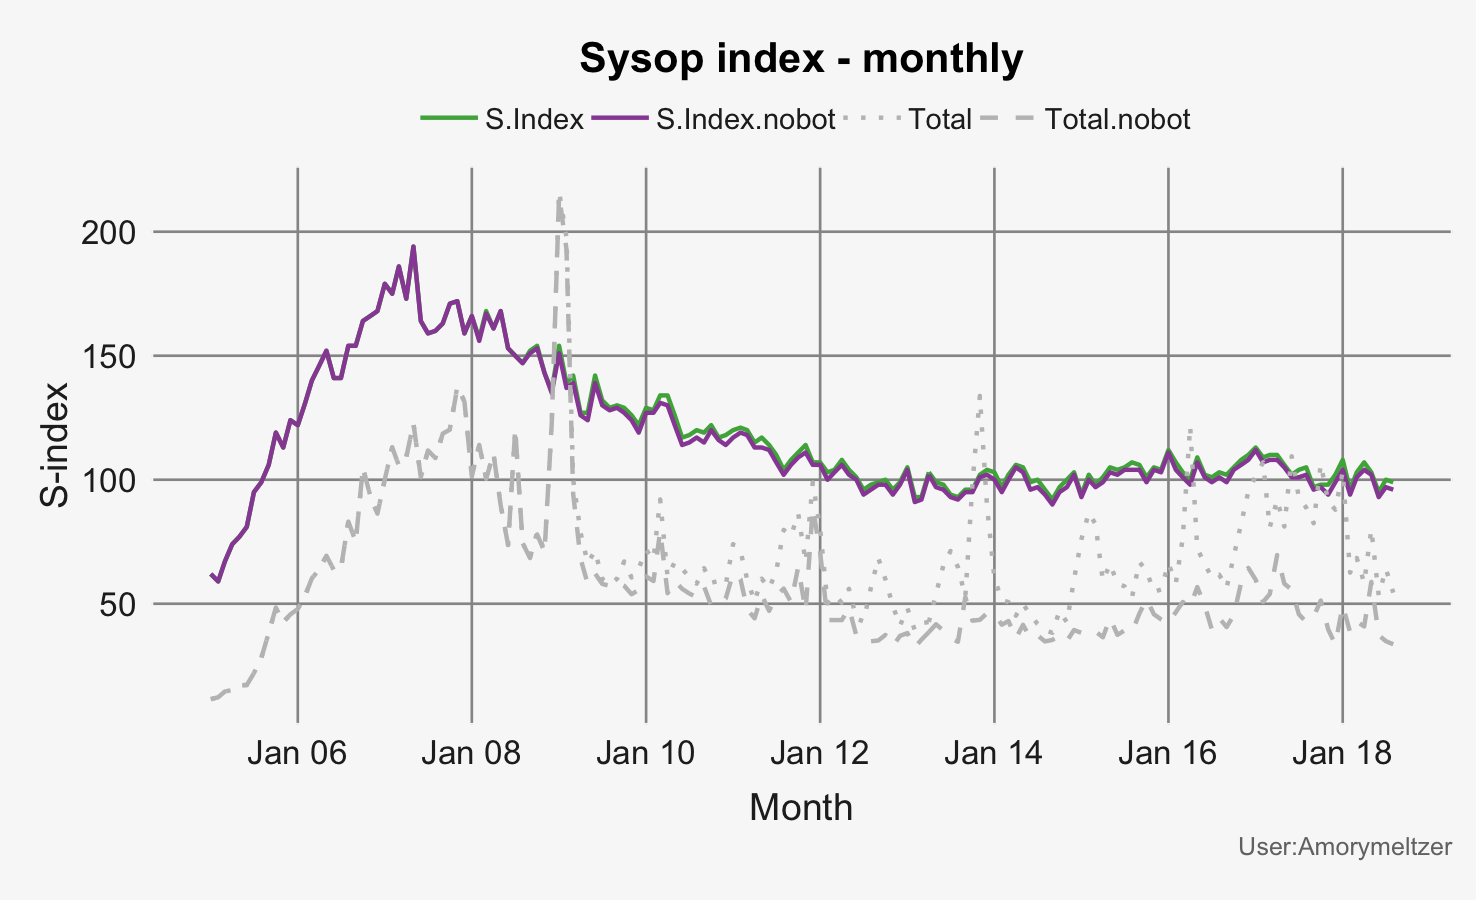 Sysop index - monthly
S.Index S.Index.nobot Total Total.nobot
200
150
100
50
S-index
Jan 06 Jan 08 Jan 10 Jan 12 Jan 14 Jan 16 Jan 18
Month
User:Amorymeltzer